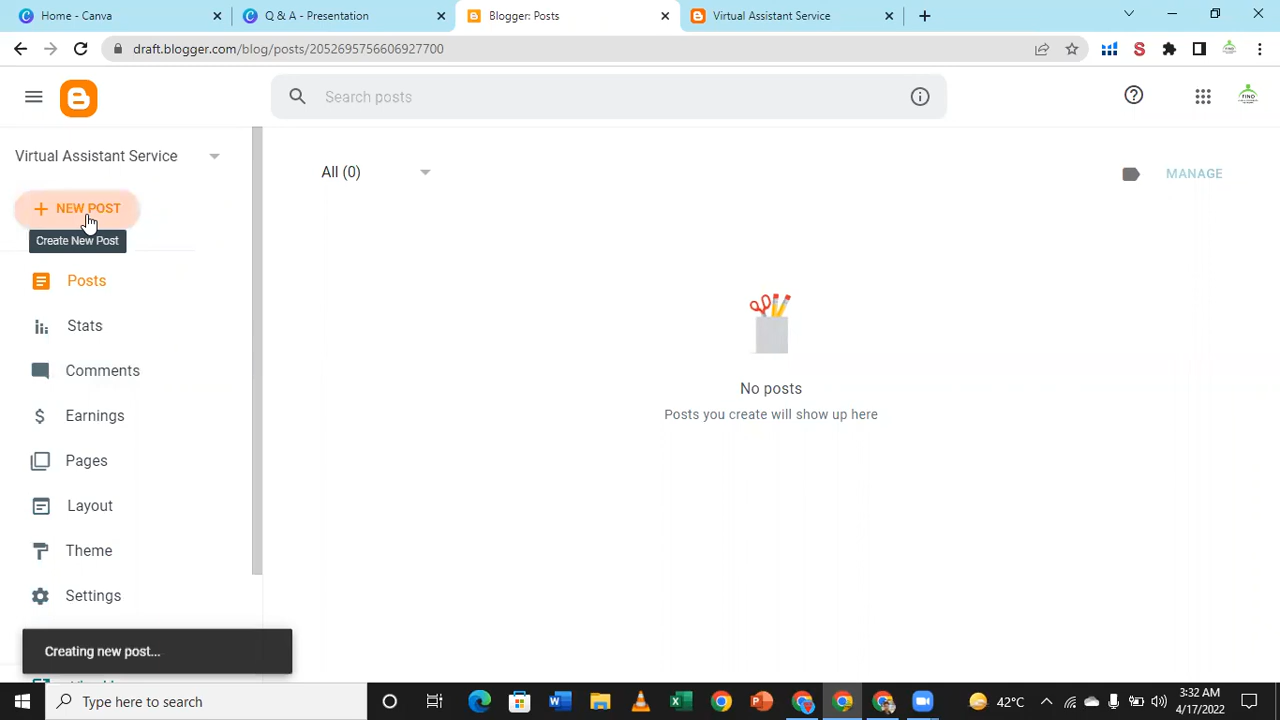 Home - Canva
Q & A - Presentation
Blogger: Posts
Virtual Assistant Service
draft.blogger.com/blog/posts/2052695756606927700
Search posts
Virtual Assistant Service
All (0)
MANAGE
NEW POST
Create New Post
Posts
Stats
Comments
Earnings
Pages
Layout
Theme
Settings
No posts
Posts you create will show up here
Creating new post...
Type here to search
42°C
3:32 AM
4/17/2022